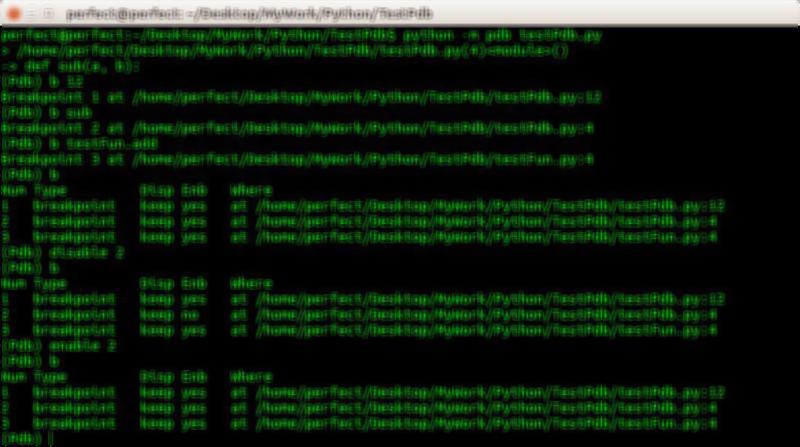 perfect@perfect: ~/Desktop/MyWork/Python/TestPdb
perfect@perfect:~/Desktop/MyWork/Python/TestPdb$ python -m pdb testPdb.py
> /home/perfect/Desktop/MyWork/Python/TestPdb/testPdb.py(4)<module>()
-> def sub(a, b):
(Pdb) b 12
Breakpoint 1 at /home/perfect/Desktop/MyWork/Python/TestPdb/testPdb.py:12
(Pdb) b sub
Breakpoint 2 at /home/perfect/Desktop/MyWork/Python/TestPdb/testPdb.py:4
(Pdb) b testFun.add
Breakpoint 3 at /home/perfect/Desktop/MyWork/Python/TestPdb/testFun.py:4
(Pdb) b
Num Type Disp Enb Where
1 breakpoint keep yes at /home/perfect/Desktop/MyWork/Python/TestPdb/testPdb.py:12
2 breakpoint keep yes at /home/perfect/Desktop/MyWork/Python/TestPdb/testPdb.py:4
3 breakpoint keep yes at /home/perfect/Desktop/MyWork/Python/TestPdb/testFun.py:4
(Pdb) disable 2
(Pdb) b
Num Type Disp Enb Where
1 breakpoint keep yes at /home/perfect/Desktop/MyWork/Python/TestPdb/testPdb.py:12
2 breakpoint keep no at /home/perfect/Desktop/MyWork/Python/TestPdb/testPdb.py:4
3 breakpoint keep yes at /home/perfect/Desktop/MyWork/Python/TestPdb/testFun.py:4
(Pdb) enable 2
(Pdb) b
Num Type Disp Enb Where
1 breakpoint keep yes at /home/perfect/Desktop/MyWork/Python/TestPdb/testPdb.py:12
2 breakpoint keep yes at /home/perfect/Desktop/MyWork/Python/TestPdb/testPdb.py:4
3 breakpoint keep yes at /home/perfect/Desktop/MyWork/Python/TestPdb/testFun.py:4
(Pdb)